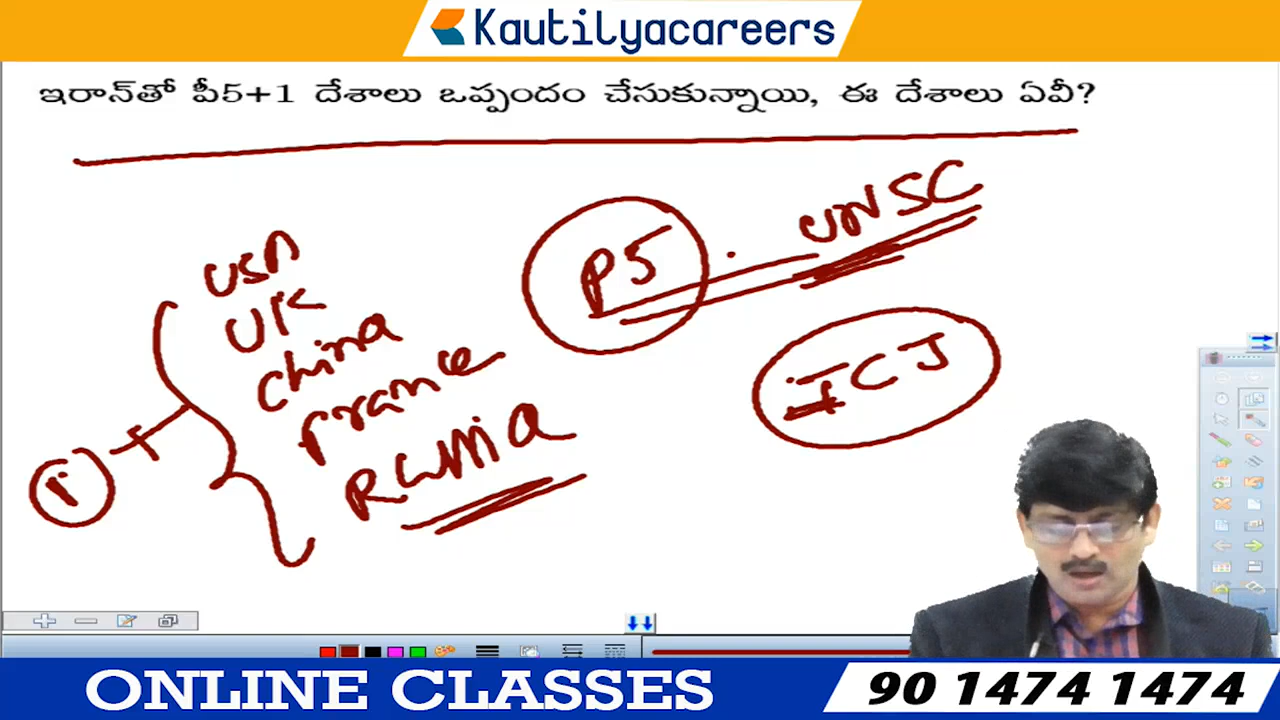 Kautilyacareers
ఇరాన్‌తో పీ5+1 దేశాలు ఒప్పందం చేసుకున్నాయి, ఈ దేశాలు ఏవీ?
P5
UNSC
USA
UK
China
France
Russia
+
ICJ
ONLINE CLASSES
90 1474 1474